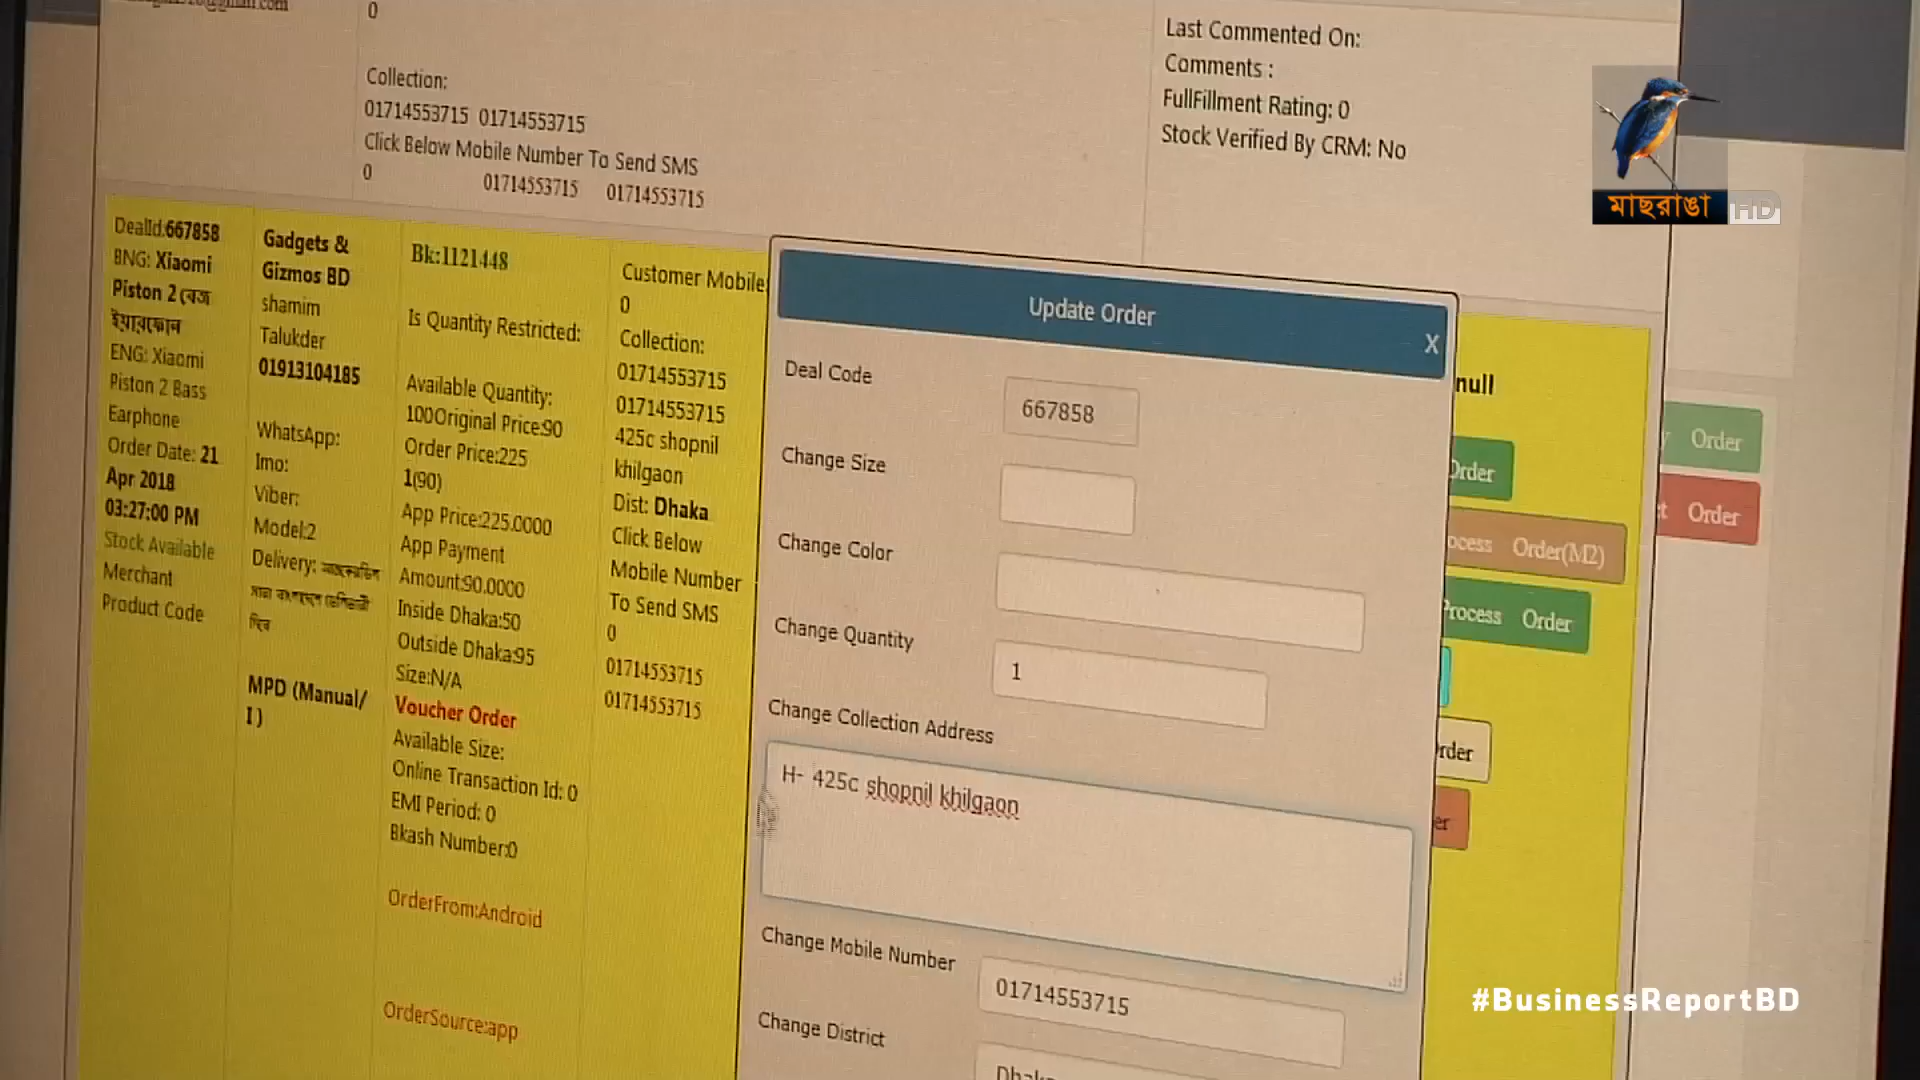 0
Collection:
01714553715 01714553715
Click Below Mobile Number To Send SMS
0 01714553715 01714553715
Last Commented On:
Comments :
FullFillment Rating: 0
Stock Verified By CRM: No
মাছরাঙা HD
DealId:667858
BNG: Xiaomi
Piston 2 বেজ
ইয়ারফোন
ENG: Xiaomi
Piston 2 Bass
Earphone
Order Date: 21
Apr 2018
03:27:00 PM
Stock Available
Merchant
Product Code
Gadgets &
Gizmos BD
shamim
Talukder
01913104185
WhatsApp:
Imo:
Viber:
Model:2
Delivery:
MPD (Manual/
I )
Bk:1121448
Is Quantity Restricted:
Available Quantity:
100Original Price:90
Order Price:225
1(90)
App Price:225.0000
App Payment
Amount:90.0000
Inside Dhaka:50
Outside Dhaka:95
Size:N/A
Voucher Order
Available Size:
Online Transaction Id: 0
EMI Period: 0
Bkash Number:0
OrderFrom:Android
OrderSource:app
Customer Mobile:
0
Collection:
01714553715
01714553715
425c shopnil
khilgaon
Dist: Dhaka
Click Below
Mobile Number
To Send SMS
0
01714553715
01714553715
Update Order
X
Deal Code
667858
Change Size
Change Color
Change Quantity
1
Change Collection Address
H- 425c shopnil khilgaon
Change Mobile Number
01714553715
Change District
null
Order
Order(M2)
Process Order
Order
Order
#BusinessReportBD